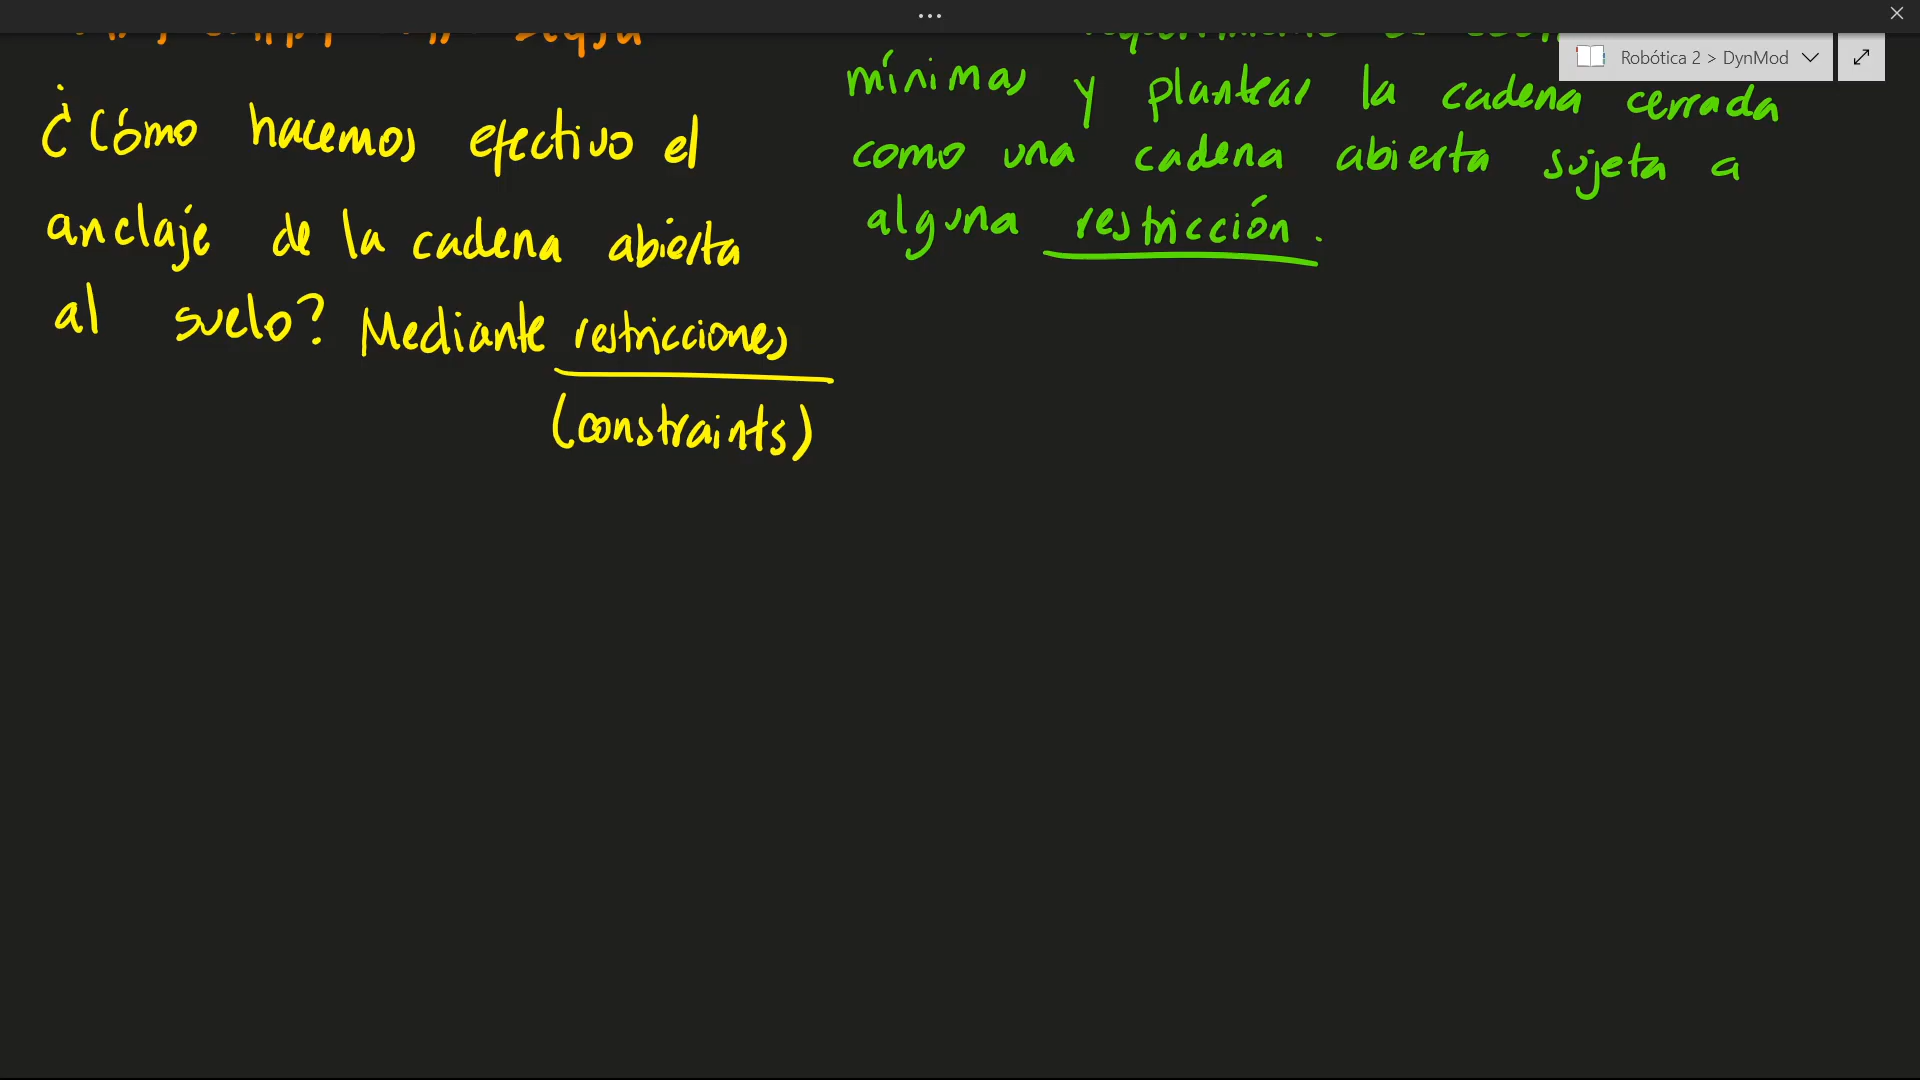 ¿Cómo hacemos efectivo el
anclaje de la cadena abierta
al suelo? Mediante restricciones
(constraints)
mínimas y plantear la cadena cerrada
como una cadena abierta sujeta a
alguna restricción.
Robótica 2 > DynMod